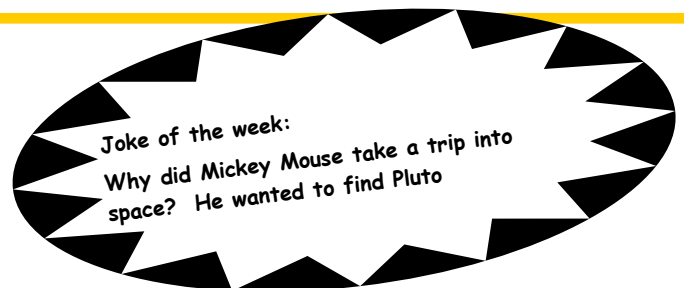 Joke of the week:
Why did Mickey Mouse take a trip into
space?  He wanted to find Pluto